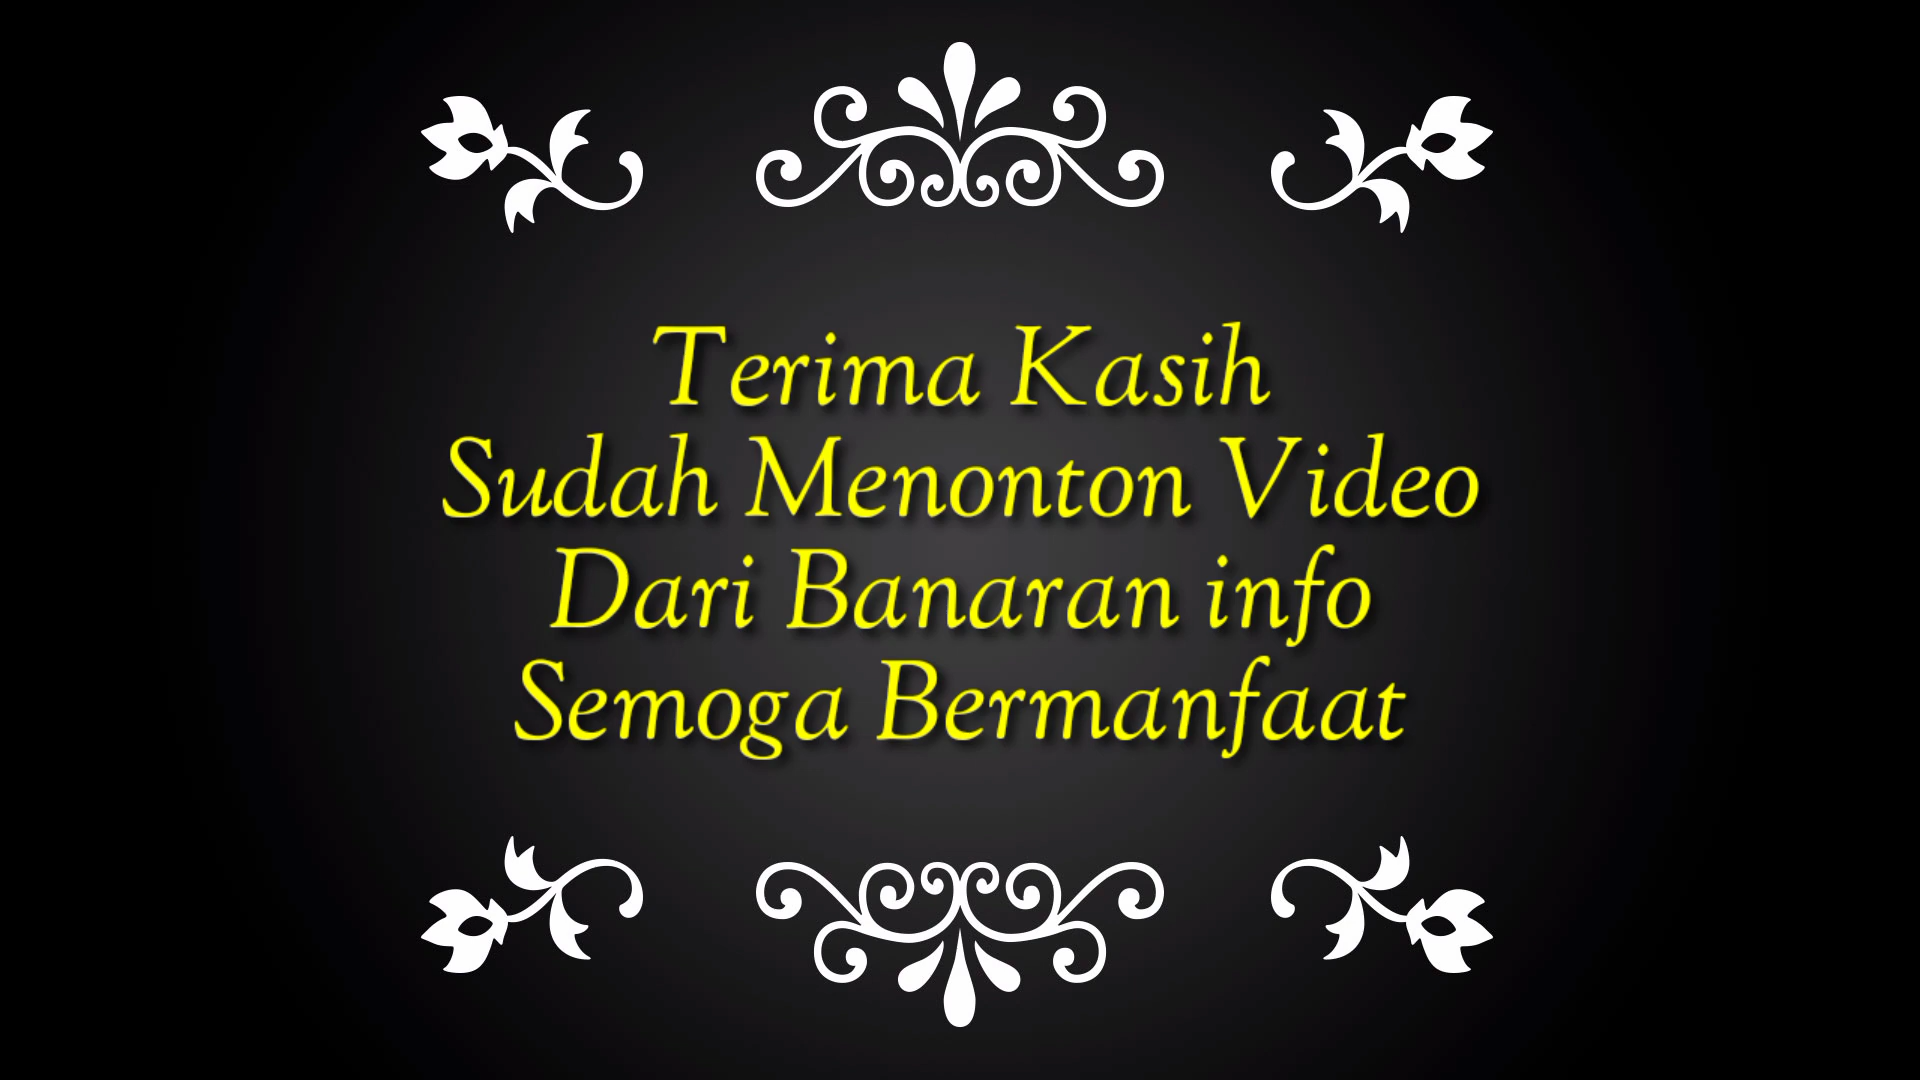 Terima Kasih
Sudah Menonton Video
Dari Banaran info
Semoga Bermanfaat